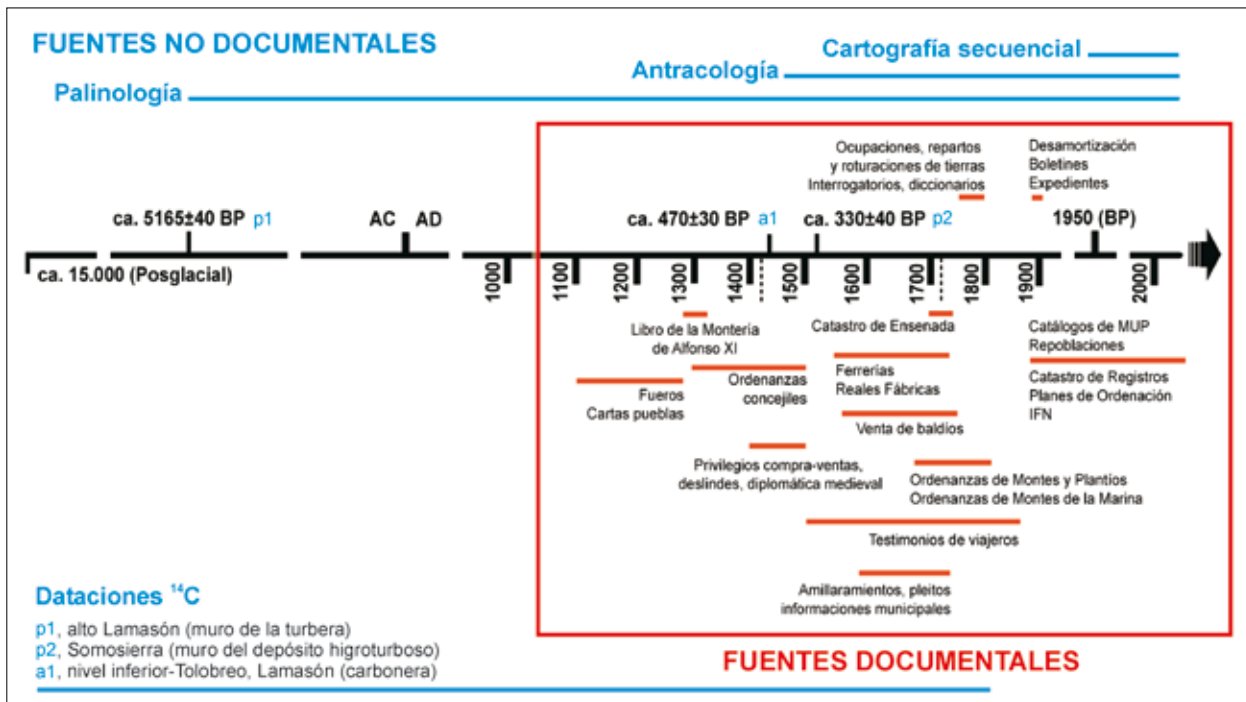 FUENTES NO DOCUMENTALES
Cartografía secuencial
Antracología
Palinología
Ocupaciones, repartos
y roturaciones de tierras
Interrogatorios, diccionarios
Desamortización
Boletines
Expedientes
ca. 5165±40 BP p1
AC AD
ca. 470±30 BP a1
ca. 330±40 BP p2
1950 (BP)
ca. 15.000 (Posglacial)
1000
1100
1200
1300
1400
1500
1600
1700
1800
1900
2000
Libro de la Montería
de Alfonso XI
Catastro de Ensenada
Catálogos de MUP
Repoblaciones
Fueros
Cartas pueblas
Ordenanzas
concejiles
Ferrerías
Reales Fábricas
Catastro de Registros
Planes de Ordenación
IFN
Venta de baldíos
Privilegios compra-ventas,
deslindes, diplomática medieval
Ordenanzas de Montes y Plantíos
Ordenanzas de Montes de la Marina
Testimonios de viajeros
Amillaramientos, pleitos
informaciones municipales
Dataciones ¹⁴C
p1, alto Lamasón (muro de la turbera)
p2, Somosierra (muro del depósito higroturboso)
a1, nivel inferior-Tolobreo, Lamasón (carbonera)
FUENTES DOCUMENTALES